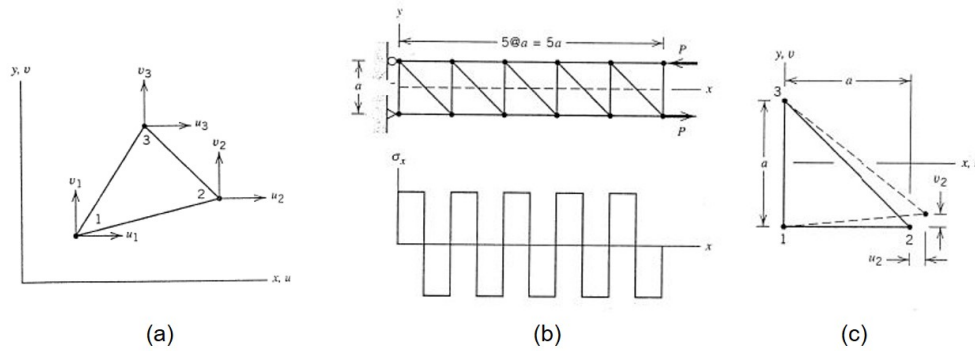 y, v
v3
u3
3
v2
v1
2
u2
1
u1
x, u
(a)
y
5@a = 5a
P
a
x
P
σx
x
(b)
y, v
a
3
a
x,
v2
1
2
u2
(c)